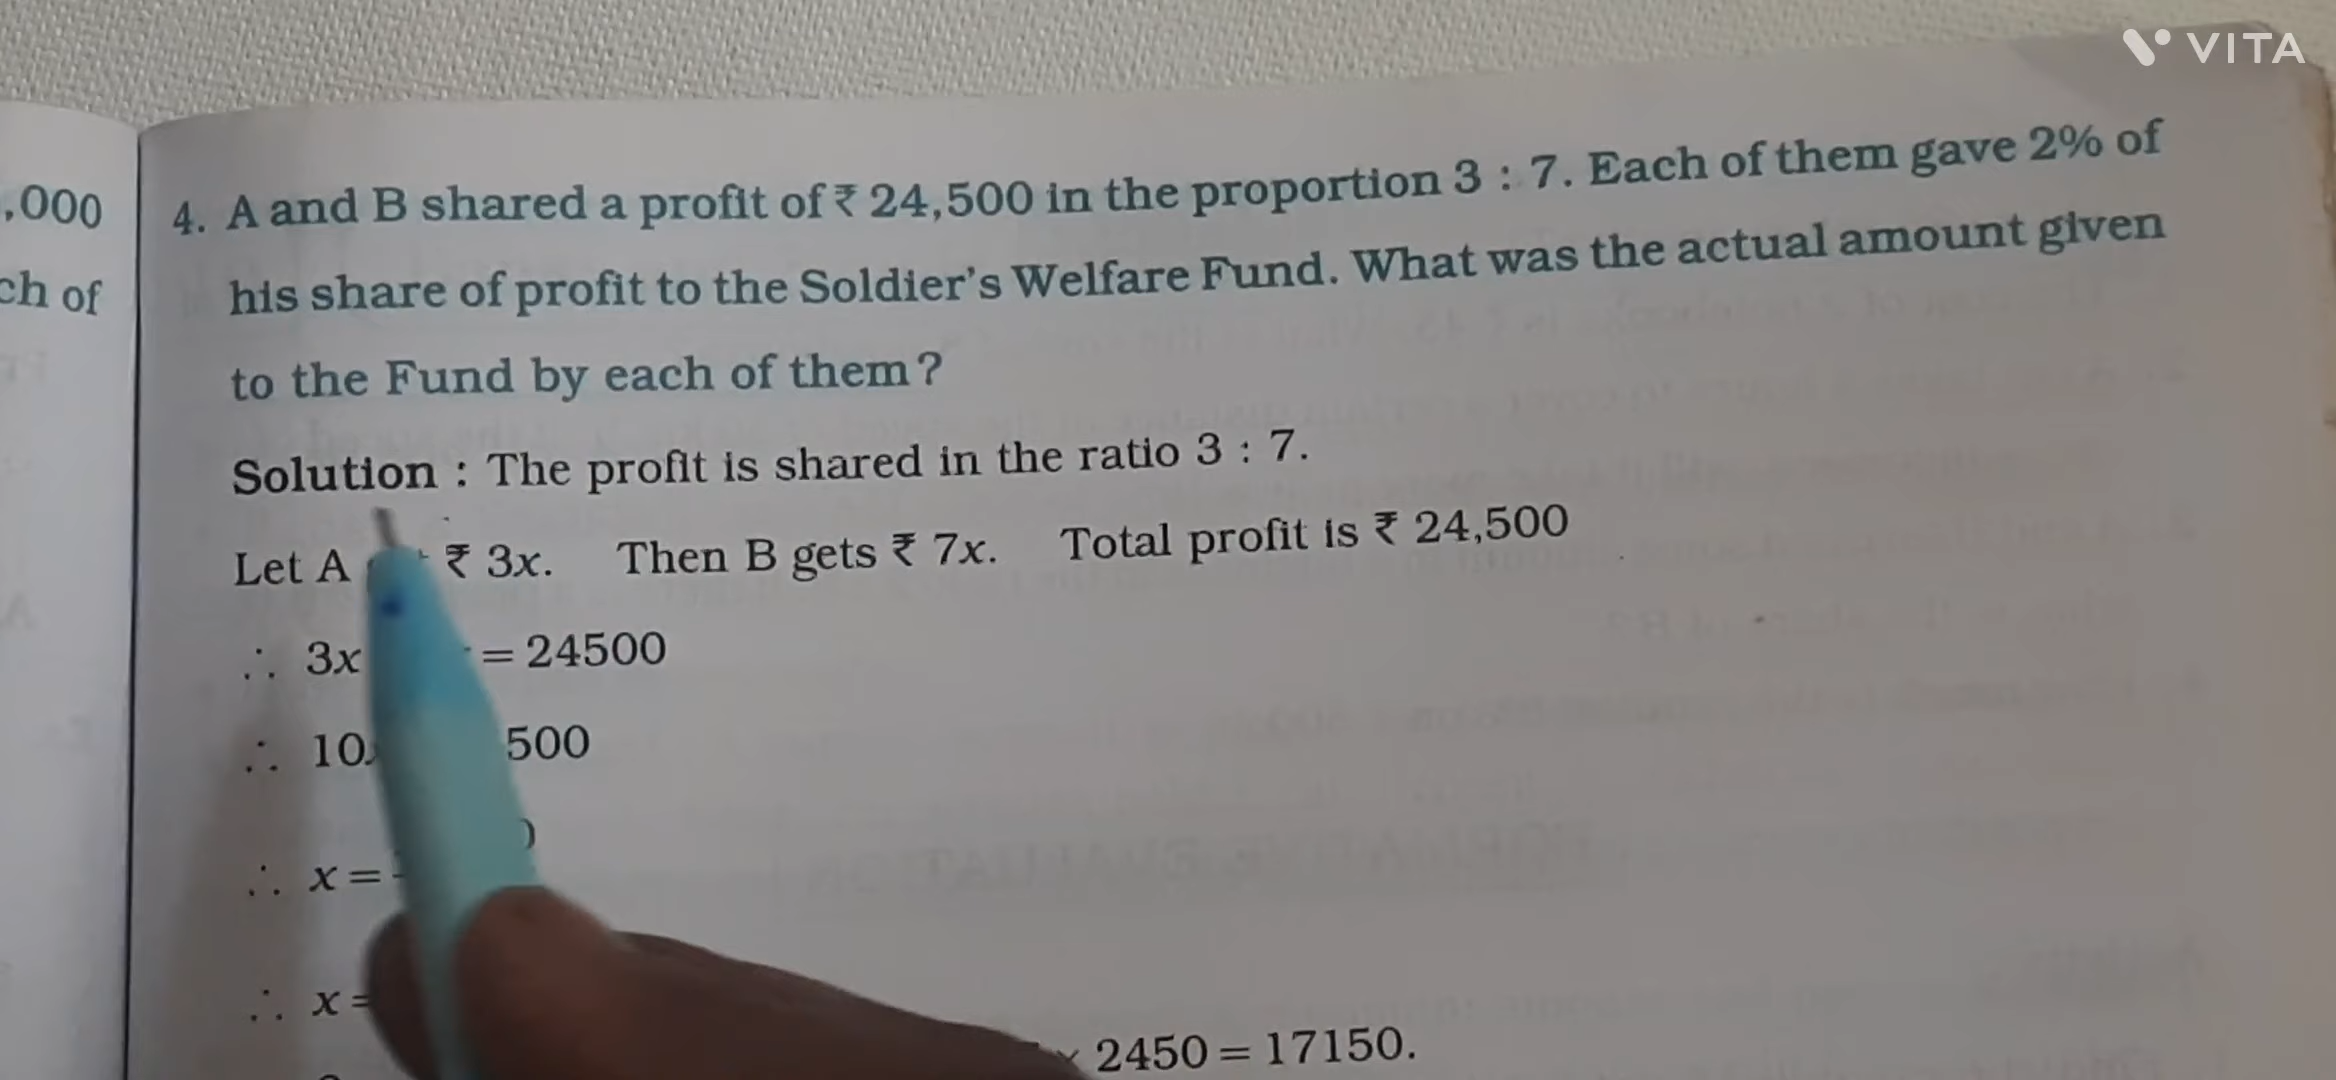 VITA
,000
ch of
4. A and B shared a profit of ₹ 24,500 in the proportion 3 : 7. Each of them gave 2% of
his share of profit to the Soldier's Welfare Fund. What was the actual amount given
to the Fund by each of them?
Solution : The profit is shared in the ratio 3 : 7.
Let A ₹ 3x. Then B gets ₹ 7x. Total profit is ₹ 24,500
∴ 3x = 24500
∴ 10 500
∴ x =
∴ x =
× 2450 = 17150.